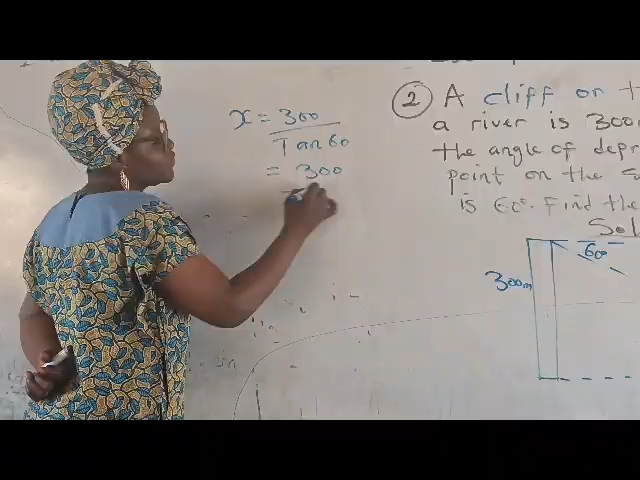 x = 300
Tan 60
= 300
② A cliff on
a river is 300
the angle of depr
point on the
is 60°. Find the
Sol
60
300m